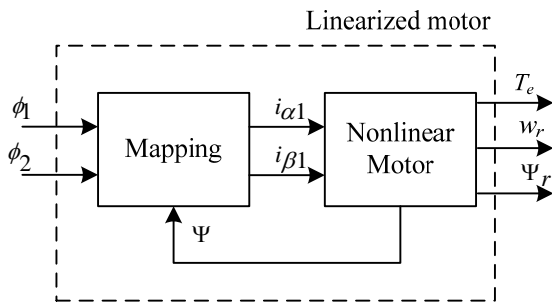 Linearized motor
ϕ1
ϕ2
Mapping
iα1
iβ1
Nonlinear
Motor
Te
wr
Ψr
Ψ